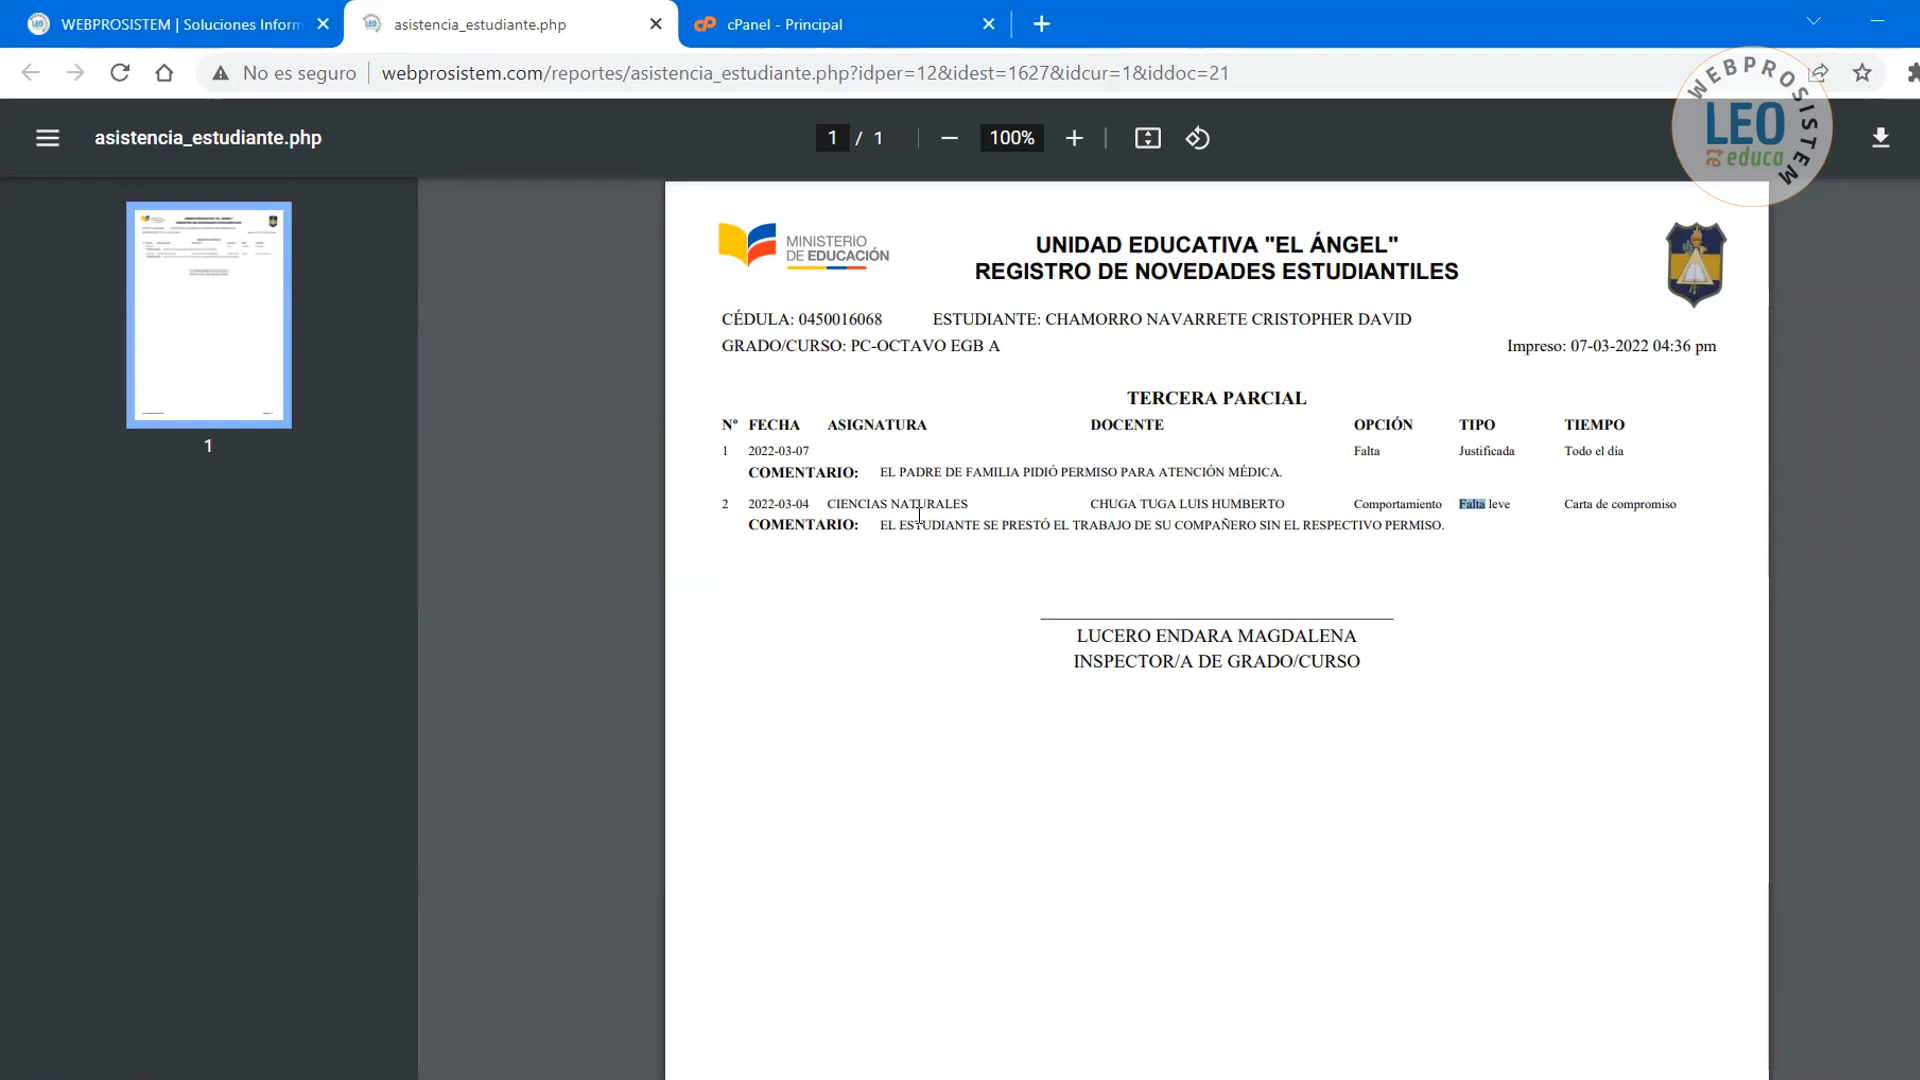 WEBPROSISTEM | Soluciones Inform
asistencia_estudiante.php
cPanel - Principal
No es seguro
webprosistem.com/reportes/asistencia_estudiante.php?idper=12&idest=1627&idcur=1&iddoc=21
WEBPROSISTEM
LEO
te educa
asistencia_estudiante.php
1 / 1
100%
1
MINISTERIO
DE EDUCACIÓN
UNIDAD EDUCATIVA "EL ÁNGEL"
REGISTRO DE NOVEDADES ESTUDIANTILES
CÉDULA: 0450016068 ESTUDIANTE: CHAMORRO NAVARRETE CRISTOPHER DAVID
GRADO/CURSO: PC-OCTAVO EGB A Impreso: 07-03-2022 04:36 pm
TERCERA PARCIAL
Nº FECHA ASIGNATURA DOCENTE OPCIÓN TIPO TIEMPO
1 2022-03-07 Falta Justificada Todo el día
COMENTARIO: EL PADRE DE FAMILIA PIDIÓ PERMISO PARA ATENCIÓN MÉDICA.
2 2022-03-04 CIENCIAS NATURALES CHUGA TUGA LUIS HUMBERTO Comportamiento Falta leve Carta de compromiso
COMENTARIO: EL ESTUDIANTE SE PRESTÓ EL TRABAJO DE SU COMPAÑERO SIN EL RESPECTIVO PERMISO.
LUCERO ENDARA MAGDALENA
INSPECTOR/A DE GRADO/CURSO